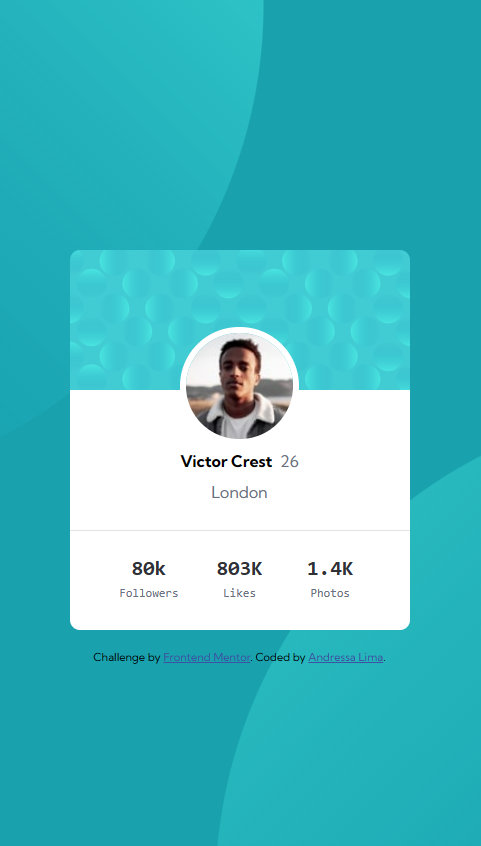 Victor Crest 26
London
80k 803K 1.4K
Followers Likes Photos
Challenge by Frontend Mentor. Coded by Andressa Lima.